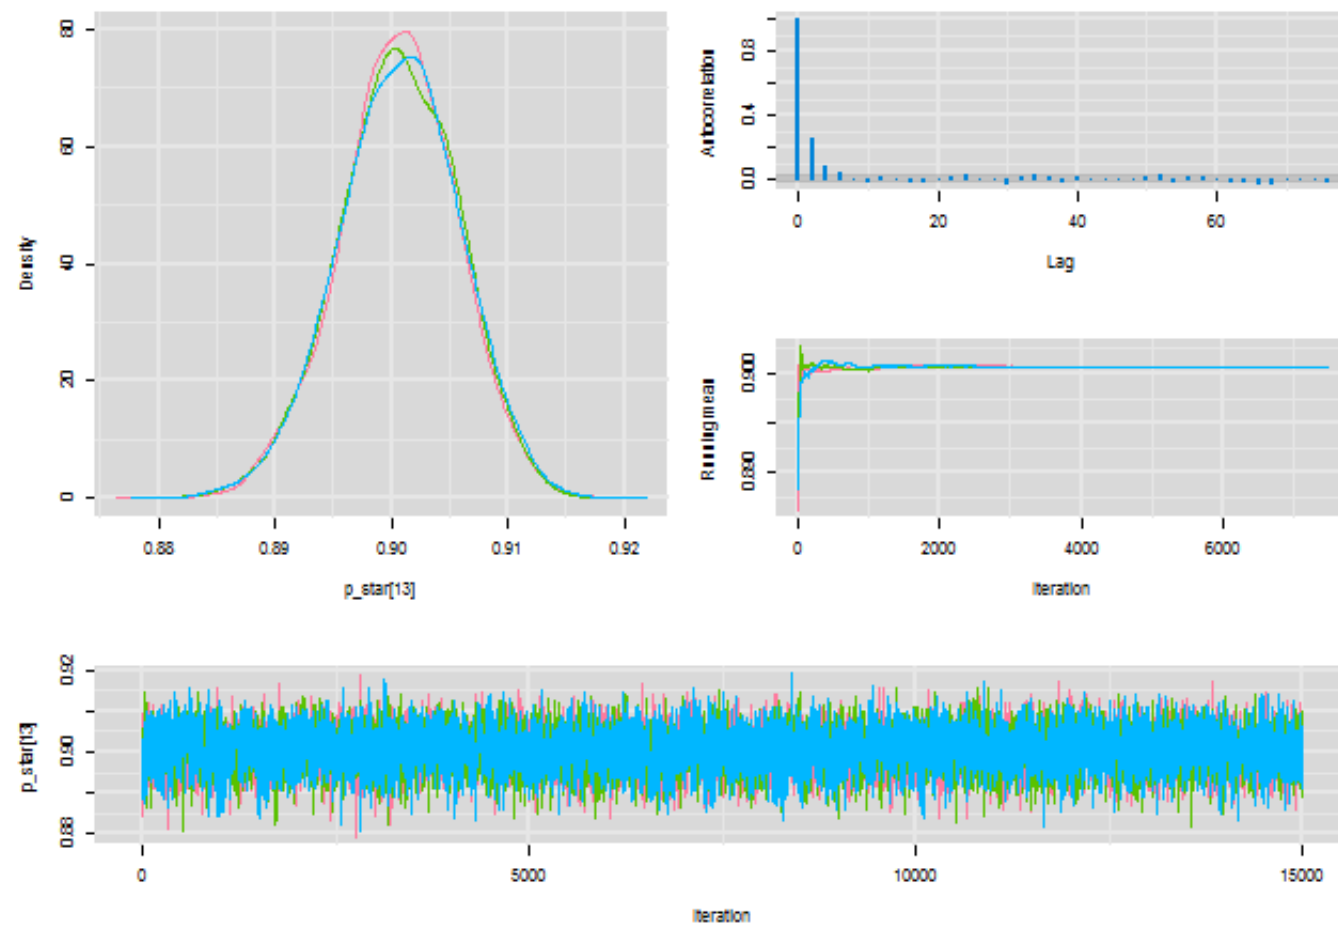 Density
80
60
40
20
0
0.88 0.89 0.90 0.91 0.92
p_star[13]
Autocorrelation
0.8
0.4
0.0
0 20 40 60
Lag
Running mean
0.900
0.890
0 2000 4000 6000
Iteration
p_star[13]
0.92
0.90
0.88
0 5000 10000 15000
Iteration